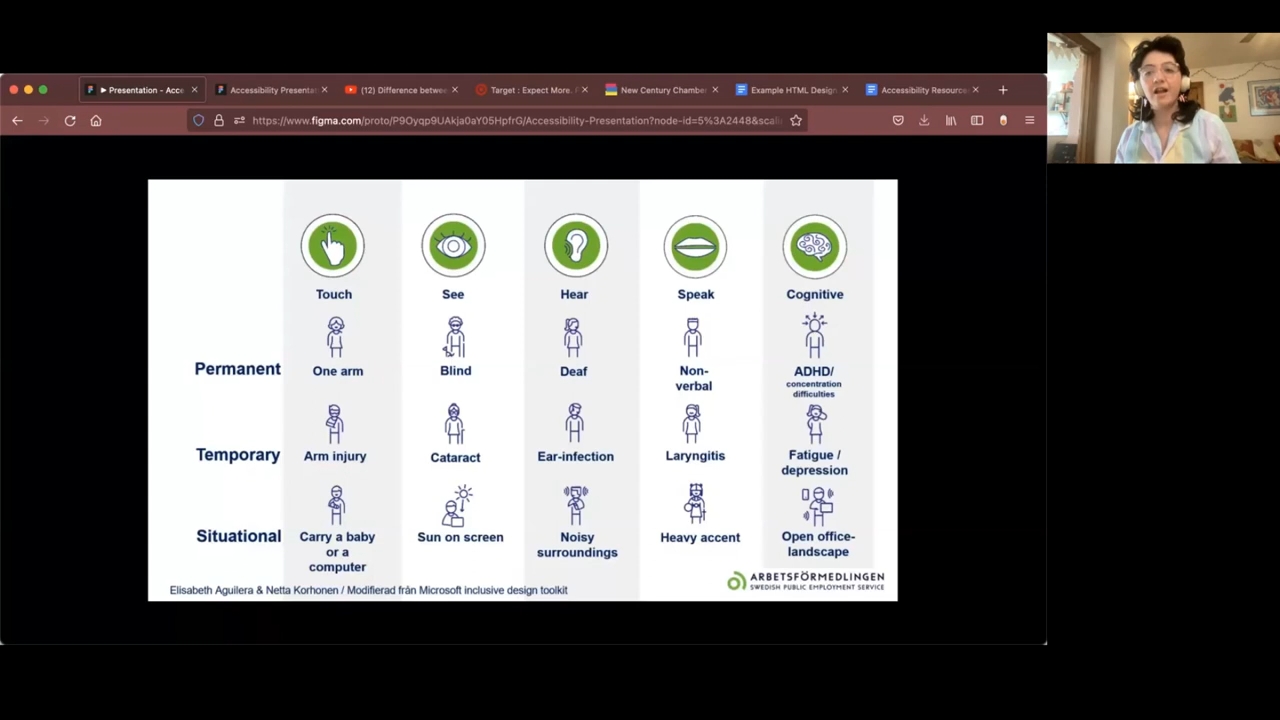 Presentation - Acce
Accessibility Presentat
(12) Difference betwee
Target : Expect More.
New Century Chamber
Example HTML Design
Accessibility Resource
https://www.figma.com/proto/P9Oyqp9UAkja0aY05HpfrG/Accessibility-Presentation?node-id=5%3A2448&scali
Touch
See
Hear
Speak
Cognitive
Permanent
One arm
Blind
Deaf
Non-
verbal
ADHD/
concentration
difficulties
Temporary
Arm injury
Cataract
Ear-infection
Laryngitis
Fatigue /
depression
Situational
Carry a baby
or a
computer
Sun on screen
Noisy
surroundings
Heavy accent
Open office-
landscape
Elisabeth Aguilera & Netta Korhonen / Modifierad från Microsoft inclusive design toolkit
ARBETSFÖRMEDLINGEN
SWEDISH PUBLIC EMPLOYMENT SERVICE